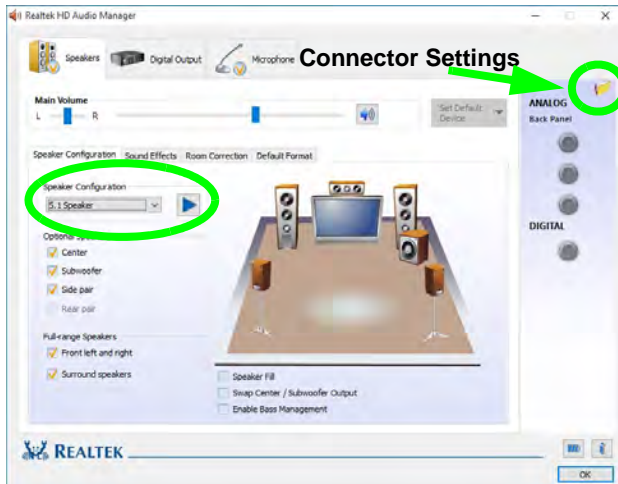 Realtek HD Audio Manager
Speakers
Digital Output
Microphone
Connector Settings
Main Volume
L
R
Set Default
Device
ANALOG
Back Panel
Speaker Configuration
Sound Effects
Room Correction
Default Format
Speaker Configuration
5.1 Speaker
DIGITAL
Optional
Center
Subwoofer
Side pair
Rear pair
Full-range Speakers
Front left and right
Surround speakers
Speaker Fill
Swap Center / Subwoofer Output
Enable Bass Management
REALTEK
OK